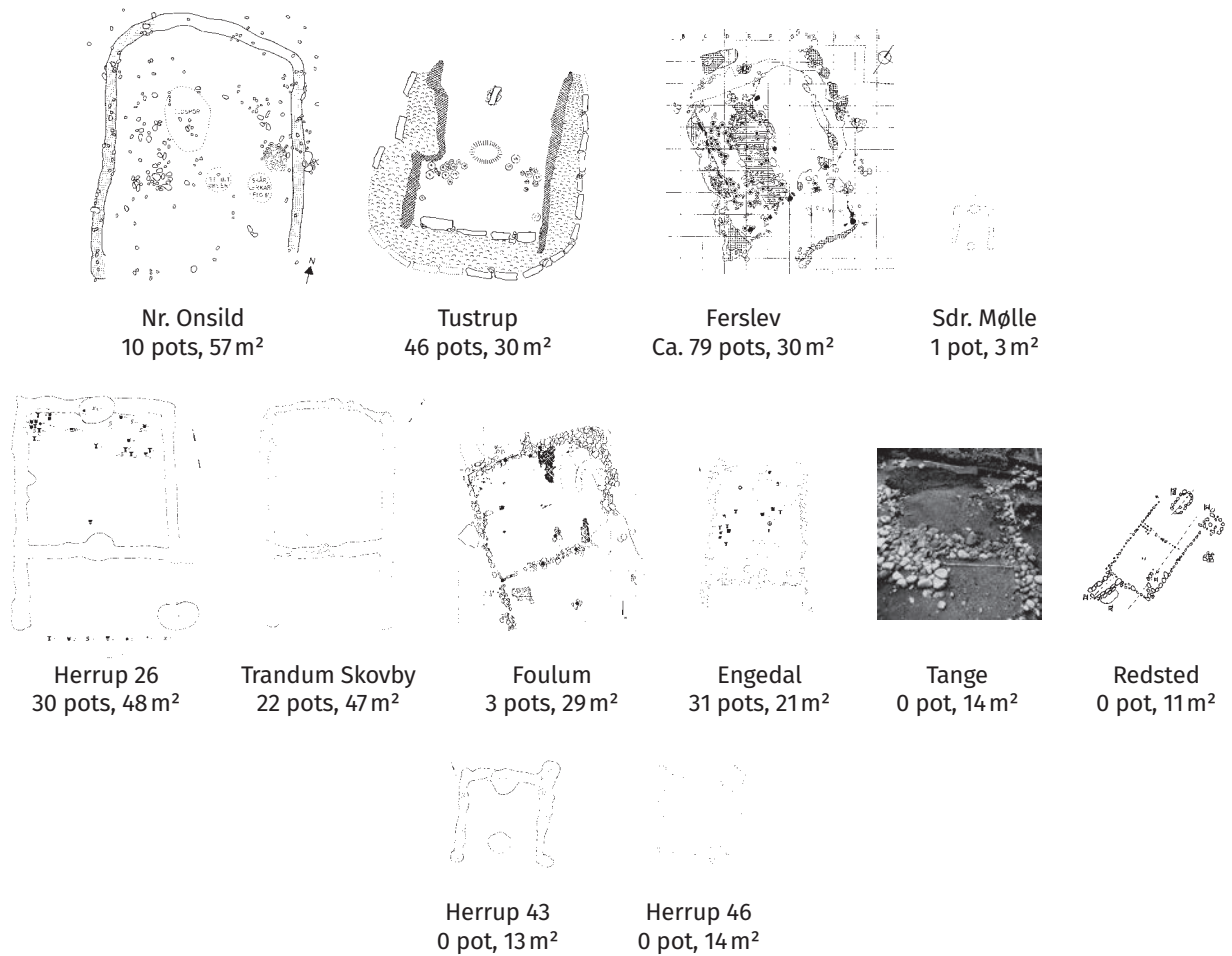 N
Nr. Onsild
10 pots, 57 m²
Tustrup
46 pots, 30 m²
Ferslev
Ca. 79 pots, 30 m²
Sdr. Mølle
1 pot, 3 m²
Herrup 26
30 pots, 48 m²
Trandum Skovby
22 pots, 47 m²
Foulum
3 pots, 29 m²
Engedal
31 pots, 21 m²
Tange
0 pot, 14 m²
Redsted
0 pot, 11 m²
Herrup 43
0 pot, 13 m²
Herrup 46
0 pot, 14 m²